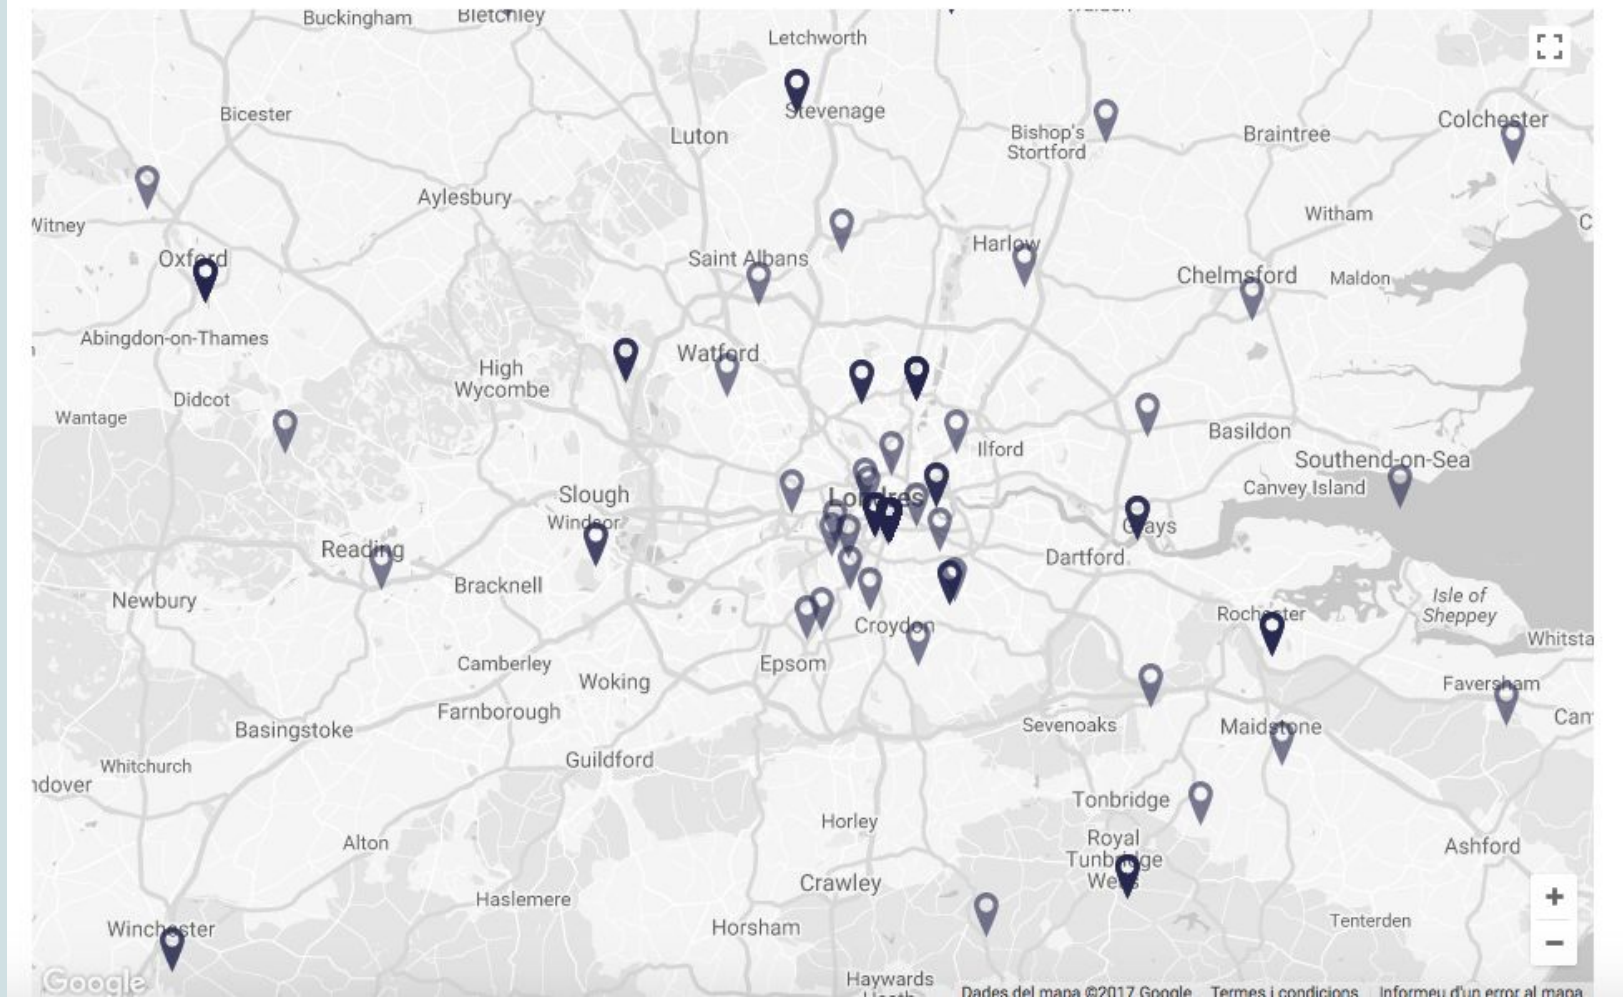 Buckingham
Bletchley
Letchworth
Stevenage
Bicester
Luton
Bishop's
Stortford
Braintree
Colchester
Aylesbury
Witney
Witham
Oxford
Saint Albans
Harlow
Chelmsford
Maldon
Abingdon-on-Thames
Watford
High
Wycombe
Didcot
Wantage
Basildon
Ilford
Southend-on-Sea
Canvey Island
Slough
Londres
Windsor
Grays
Reading
Dartford
Bracknell
Newbury
Isle of
Sheppey
Rochester
Croydon
Whitsta
Camberley
Epsom
Woking
Faversham
Farnborough
Basingstoke
Sevenoaks
Maidstone
Guildford
Whitchurch
ndover
Tonbridge
Horley
Royal
Tunbridge
Wells
Alton
Ashford
Crawley
Haslemere
Winchester
Horsham
Tenterden
Haywards
Heath
Google
Dades del mapa ©2017 Google Termes i condicions Informeu d'un error al mapa